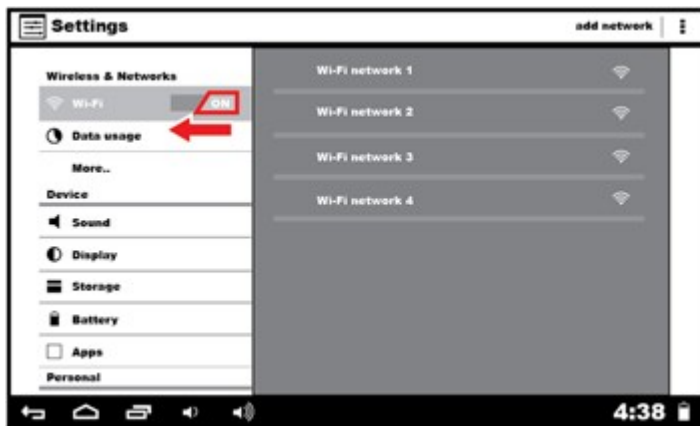 Settings
add network
Wireless & Networks
Wi-Fi
ON
Data usage
More..
Device
Sound
Display
Storage
Battery
Apps
Personal
Wi-Fi network 1
Wi-Fi network 2
Wi-Fi network 3
Wi-Fi network 4
4:38